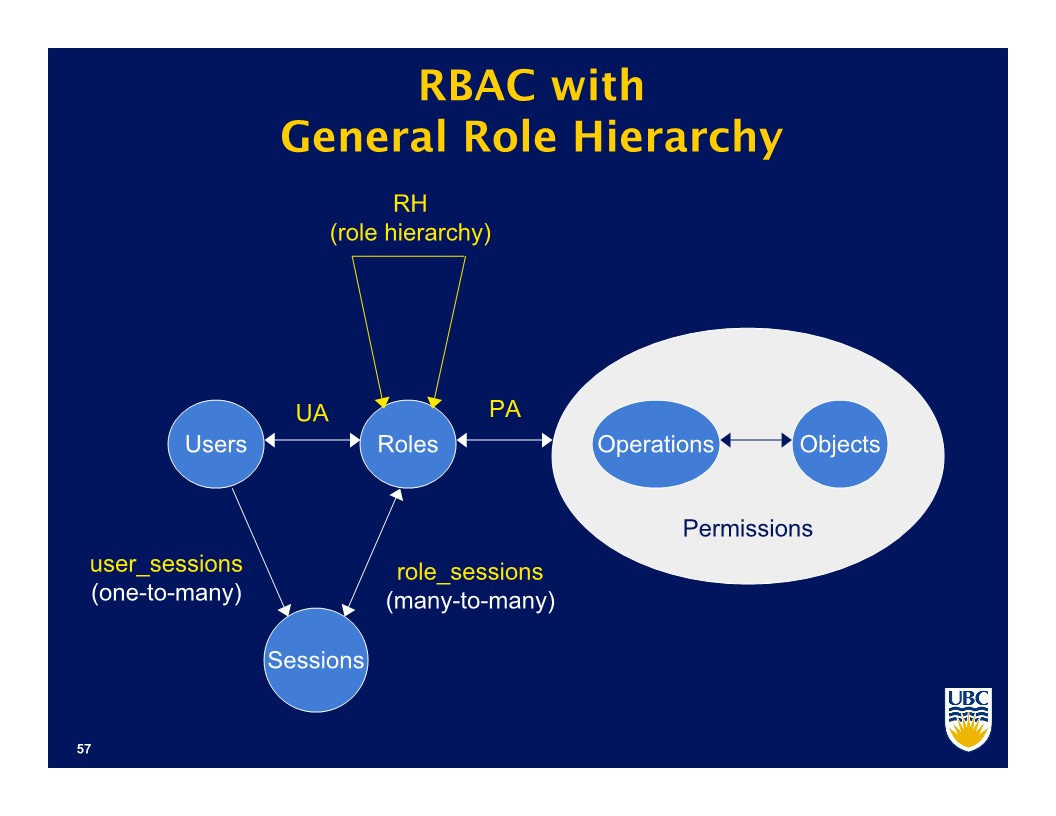 RBAC with
General Role Hierarchy
RH
(role hierarchy)
UA
PA
Users
Roles
Operations
Objects
Permissions
user_sessions
(one-to-many)
role_sessions
(many-to-many)
Sessions
UBC
57